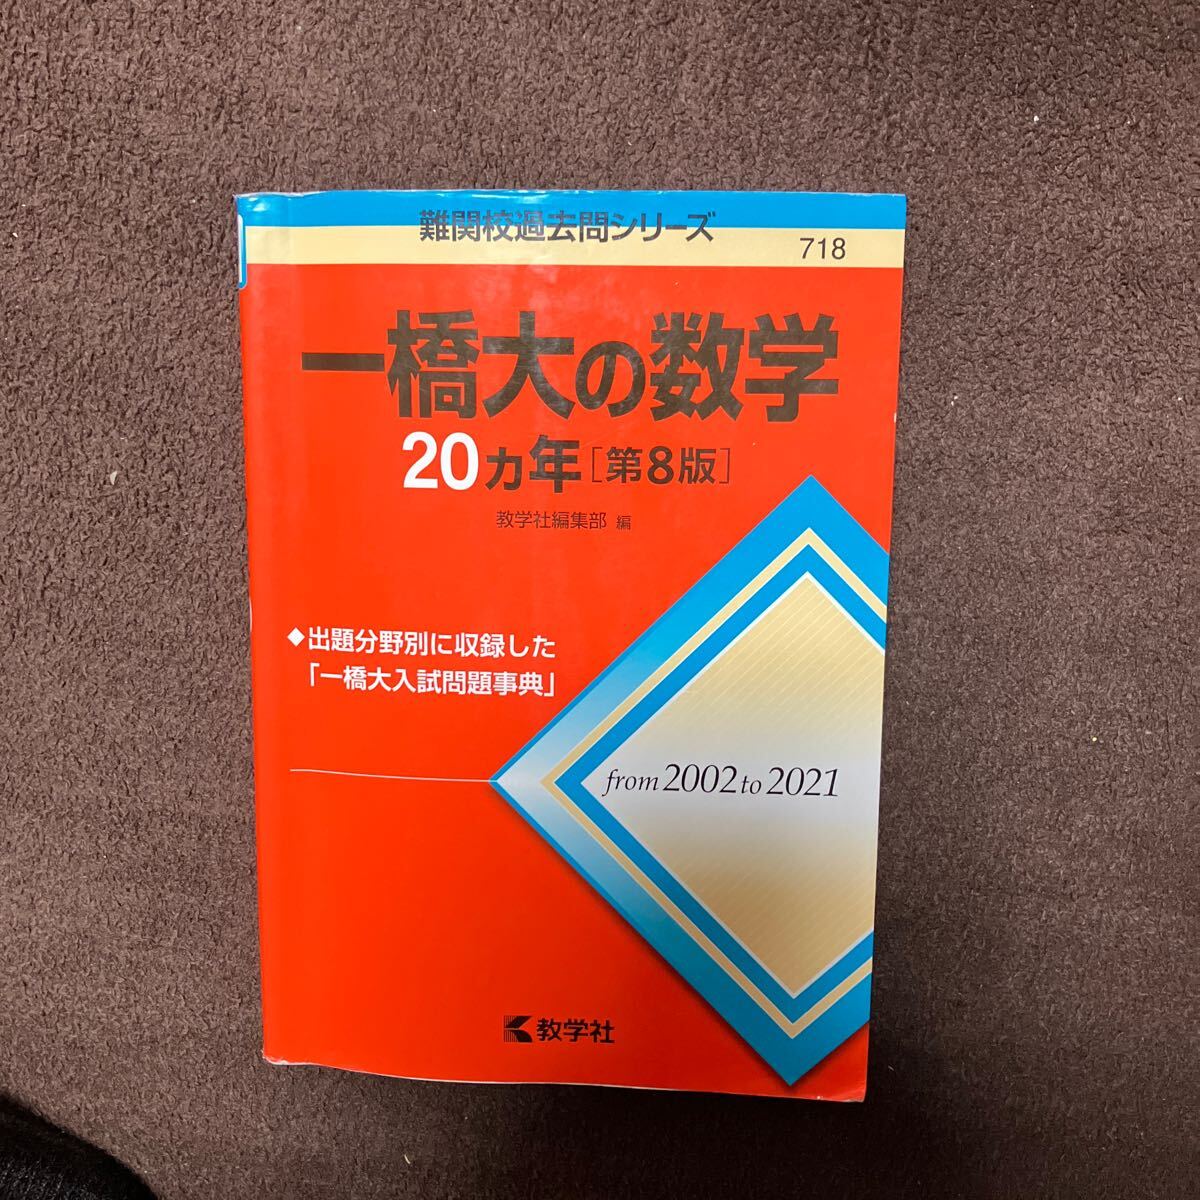 難関校過去問シリーズ
718
一橋大の数学
20カ年[第8版]
教学社編集部 編
◆出題分野別に収録した
「一橋大入試問題事典」
from 2002 to 2021
教学社